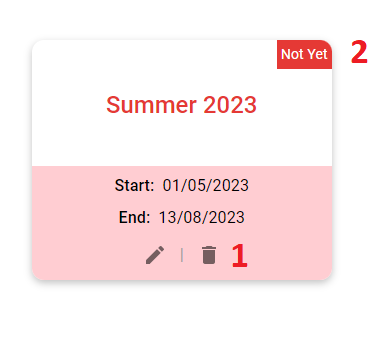 Not Yet 2
Summer 2023
Start: 01/05/2023
End: 13/08/2023
| 1